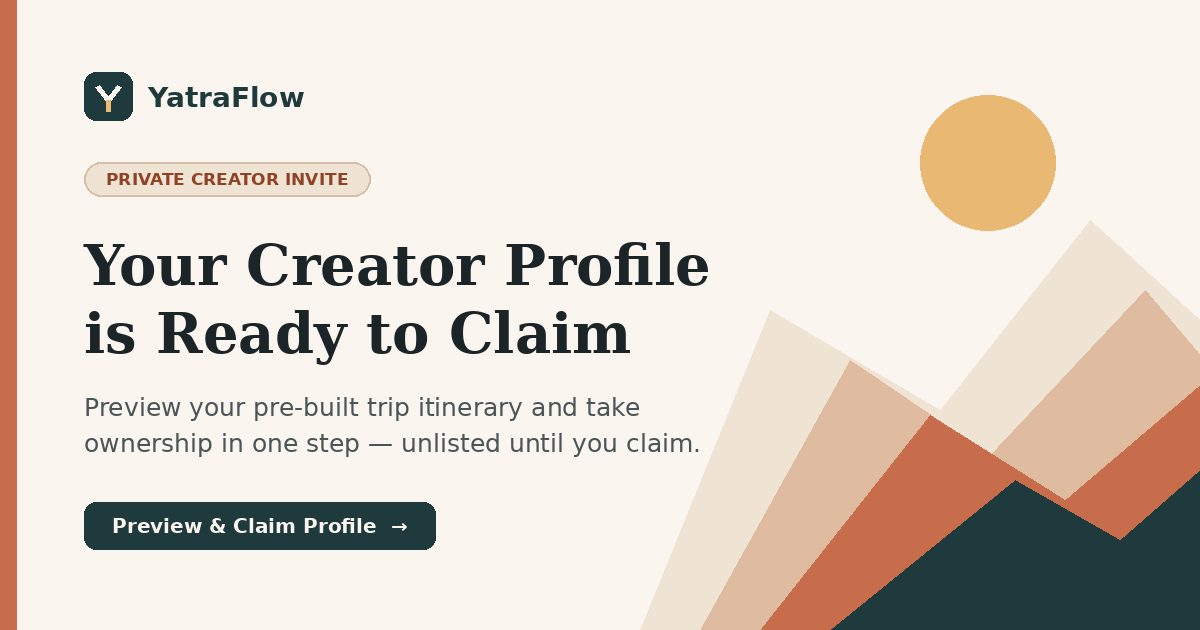 YatraFlow
PRIVATE CREATOR INVITE
Your Creator Profile
is Ready to Claim
Preview your pre-built trip itinerary and take
ownership in one step — unlisted until you claim.
Preview & Claim Profile →